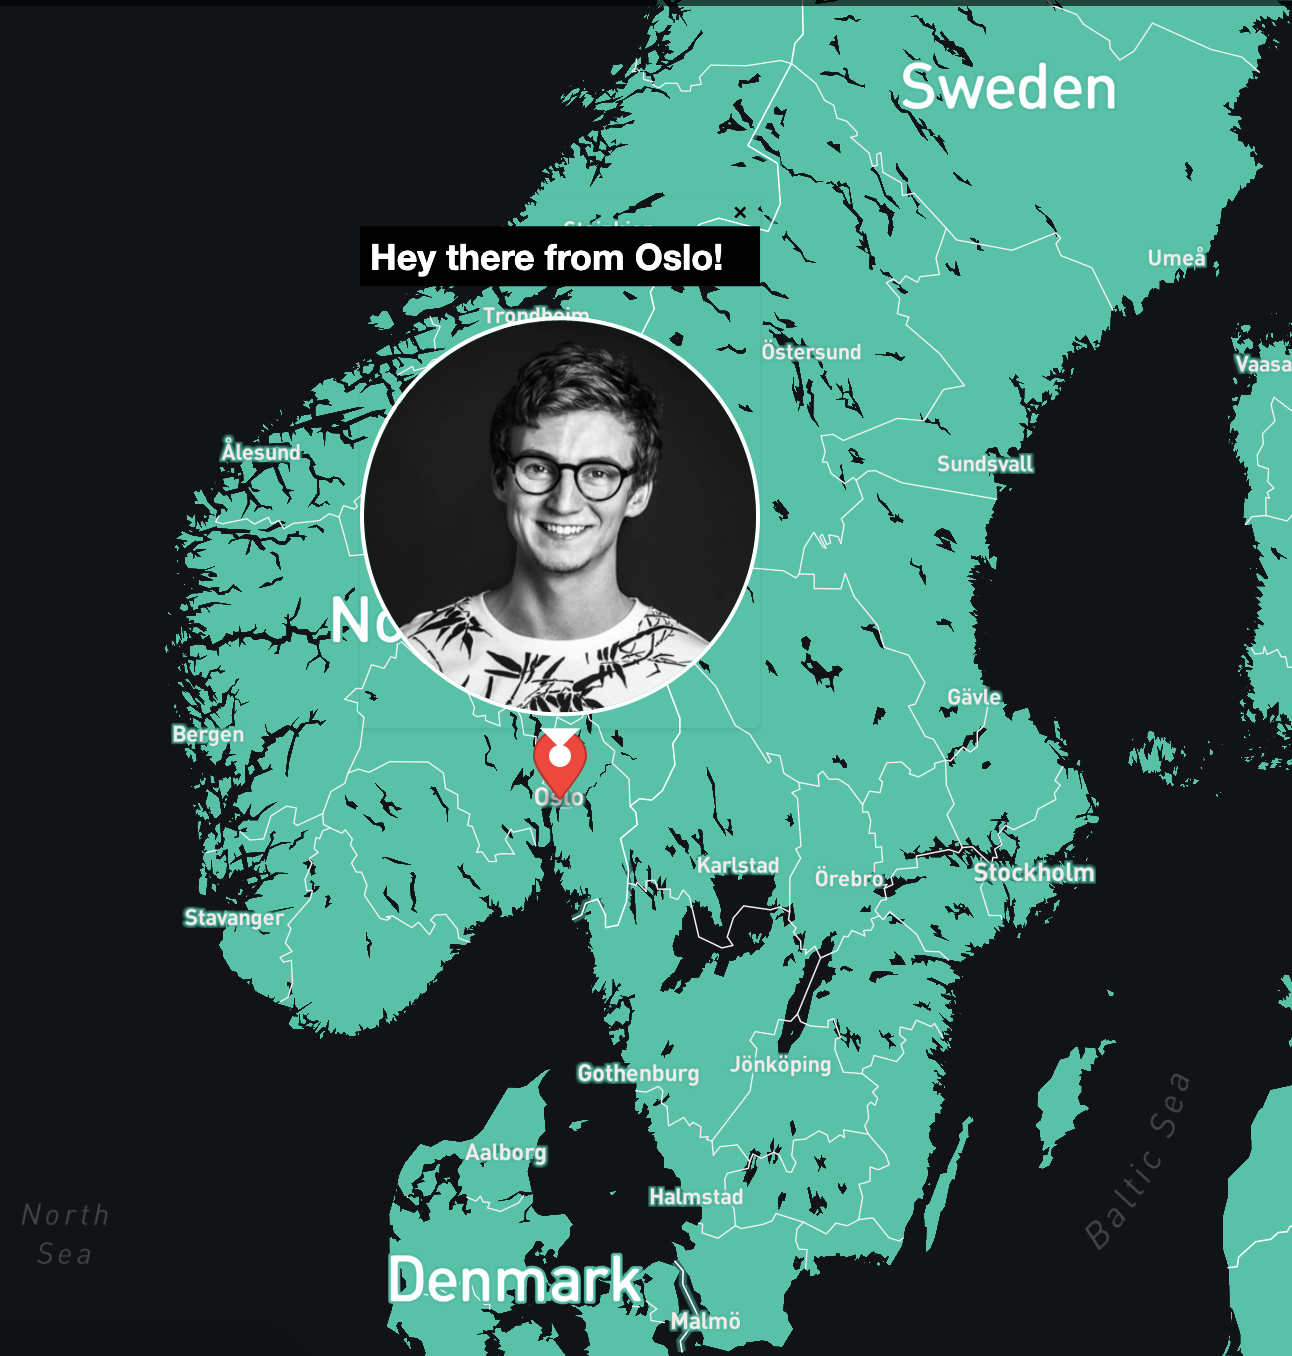 Sweden
Umeå
×
Hey there from Oslo!
Trondheim
Östersund
Vaasa
Ålesund
Sundsvall
No
Gävle
Bergen
Oslo
Karlstad
Örebro
Stockholm
Stavanger
Jönköping
Gothenburg
Aalborg
Halmstad
Baltic Sea
North
Sea
Denmark
Malmö